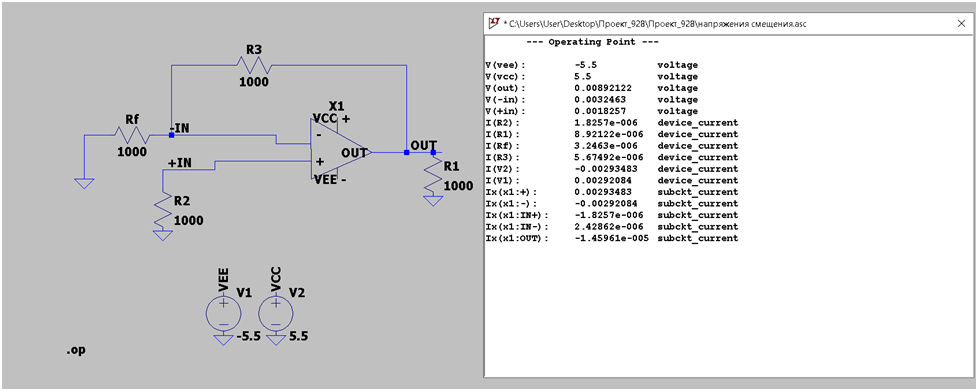 R3
1000
X1
VCC +
Rf
-IN
-
1000
OUT
OUT
+IN
+
R1
VEE -
1000
R2
1000
VEE
VCC
V1
V2
-5.5
5.5
.op
* C:\Users\User\Desktop\Проект_928\Проект_928\напряжения смещения.asc
--- Operating Point ---
V(vee): -5.5 voltage
V(vcc): 5.5 voltage
V(out): 0.00892122 voltage
V(-in): 0.0032463 voltage
V(+in): 0.0018257 voltage
I(R2): 1.8257e-006 device_current
I(R1): 8.92122e-006 device_current
I(Rf): 3.2463e-006 device_current
I(R3): 5.67492e-006 device_current
I(V2): -0.00293483 device_current
I(V1): 0.00292084 device_current
Ix(x1:+): 0.00293483 subckt_current
Ix(x1:-): -0.00292084 subckt_current
Ix(x1:IN+): -1.8257e-006 subckt_current
Ix(x1:IN-): 2.42862e-006 subckt_current
Ix(x1:OUT): -1.45961e-005 subckt_current